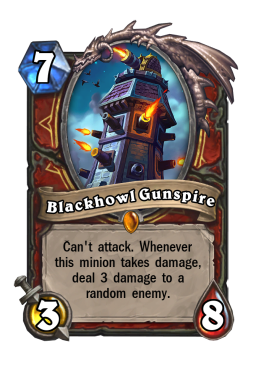 7
Blackhowl Gunspire
Can't attack. Whenever
this minion takes damage,
deal 3 damage to a
random enemy.
3
8